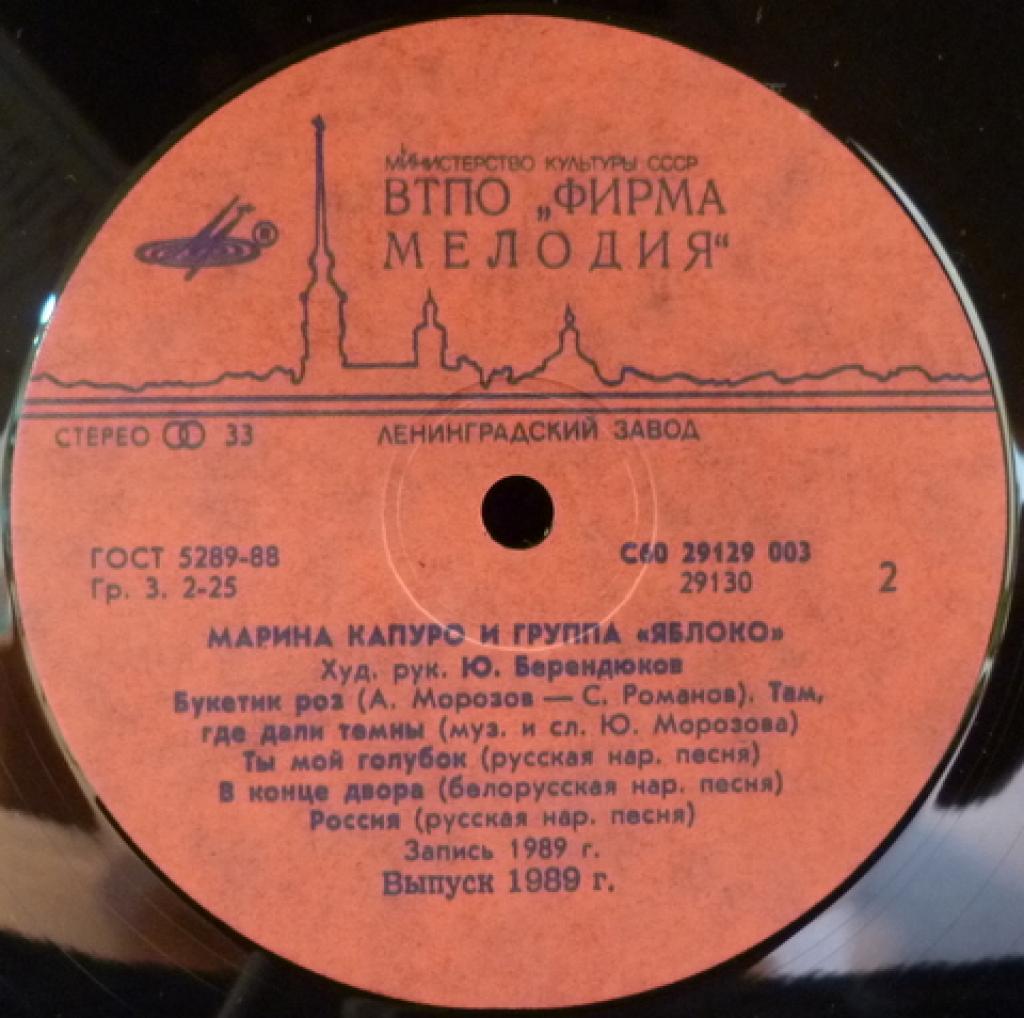 МИНИСТЕРСТВО КУЛЬТУРЫ СССР
ВТПО „ФИРМА
МЕЛОДИЯ“
®
СТЕРЕО 33
ЛЕНИНГРАДСКИЙ ЗАВОД
ГОСТ 5289-88
Гр. 3. 2-25
С60 29129 003
29130
2
МАРИНА КАПУРО И ГРУППА «ЯБЛОКО»
Худ. рук. Ю. Берендюков
Букетик роз (А. Морозов — С. Романов). Там,
где дали темны (муз. и сл. Ю. Морозова)
Ты мой голубок (русская нар. песня)
В конце двора (белорусская нар. песня)
Россия (русская нар. песня)
Запись 1989 г.
Выпуск 1989 г.